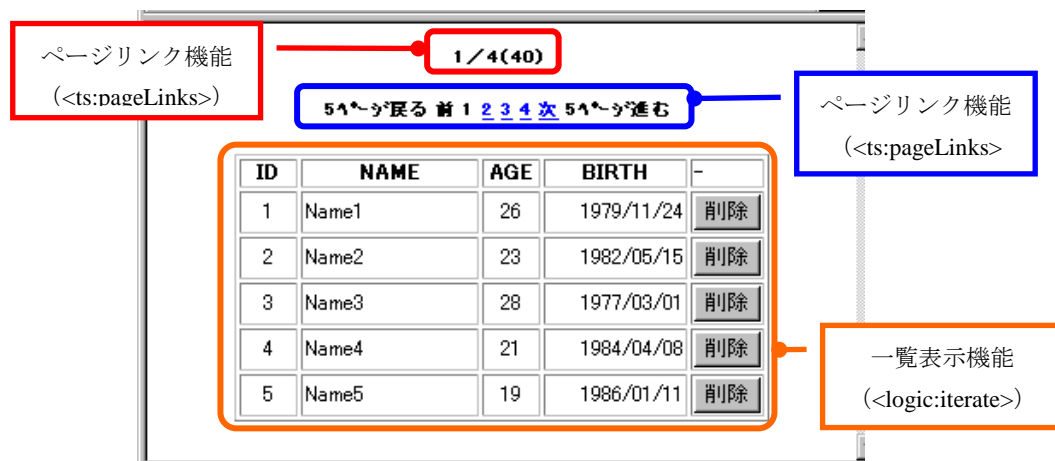 ページリンク機能
（<ts:pageLinks>）
1／4(40)
5ﾍﾟｰｼﾞ戻る 前 1 2 3 4 次 5ﾍﾟｰｼﾞ進む
ページリンク機能
（<ts:pageLinks>
ID NAME AGE BIRTH -
1 Name1 26 1979/11/24 削除
2 Name2 23 1982/05/15 削除
3 Name3 28 1977/03/01 削除
4 Name4 21 1984/04/08 削除
5 Name5 19 1986/01/11 削除
一覧表示機能
（<logic:iterate>）